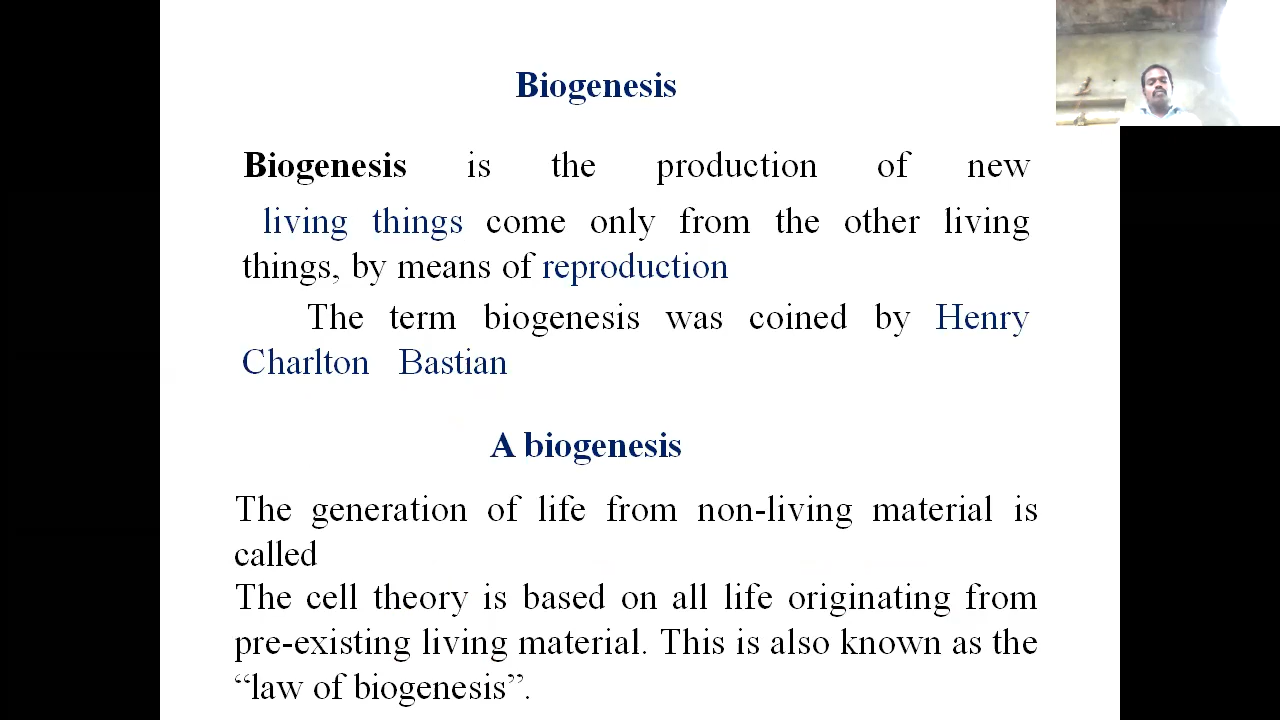 Biogenesis
Biogenesis is the production of new
living things come only from the other living
things, by means of reproduction
The term biogenesis was coined by Henry
Charlton Bastian
A biogenesis
The generation of life from non-living material is
called
The cell theory is based on all life originating from
pre-existing living material. This is also known as the
“law of biogenesis”.